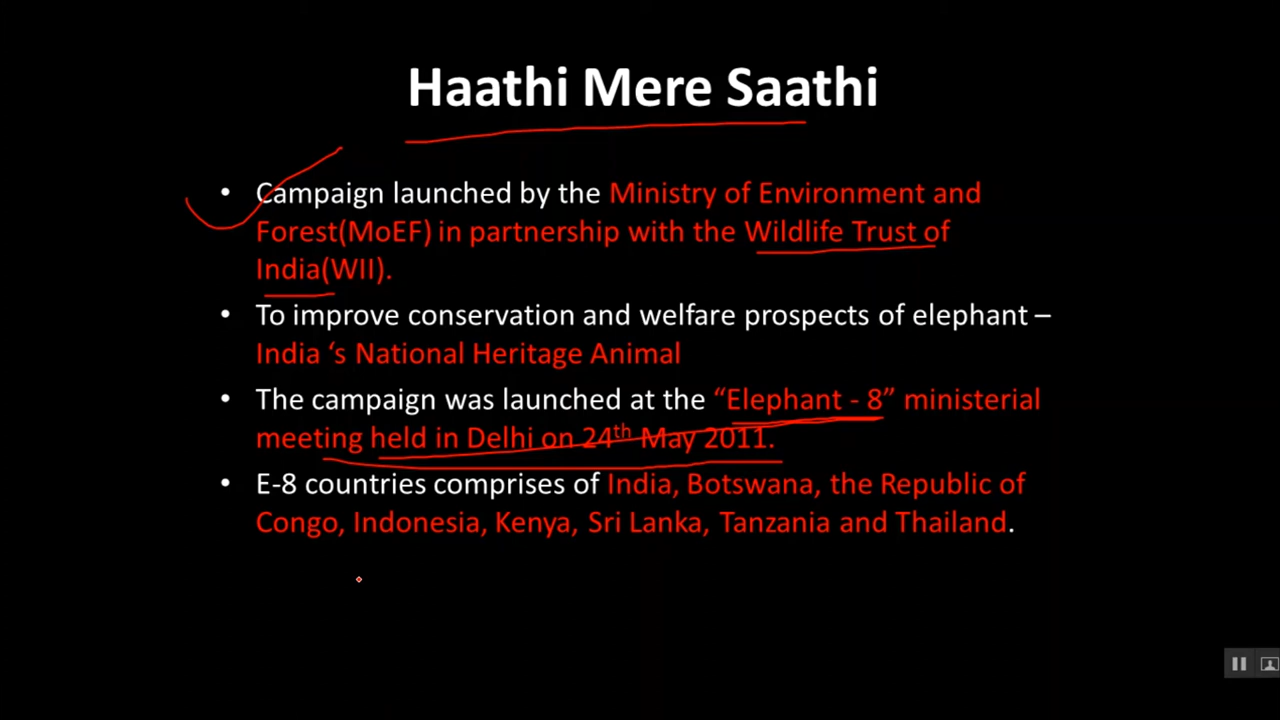 Haathi Mere Saathi
• Campaign launched by the Ministry of Environment and
Forest(MoEF) in partnership with the Wildlife Trust of
India(WII).
• To improve conservation and welfare prospects of elephant –
India ‘s National Heritage Animal
• The campaign was launched at the “Elephant - 8” ministerial
meeting held in Delhi on 24th May 2011.
• E-8 countries comprises of India, Botswana, the Republic of
Congo, Indonesia, Kenya, Sri Lanka, Tanzania and Thailand.